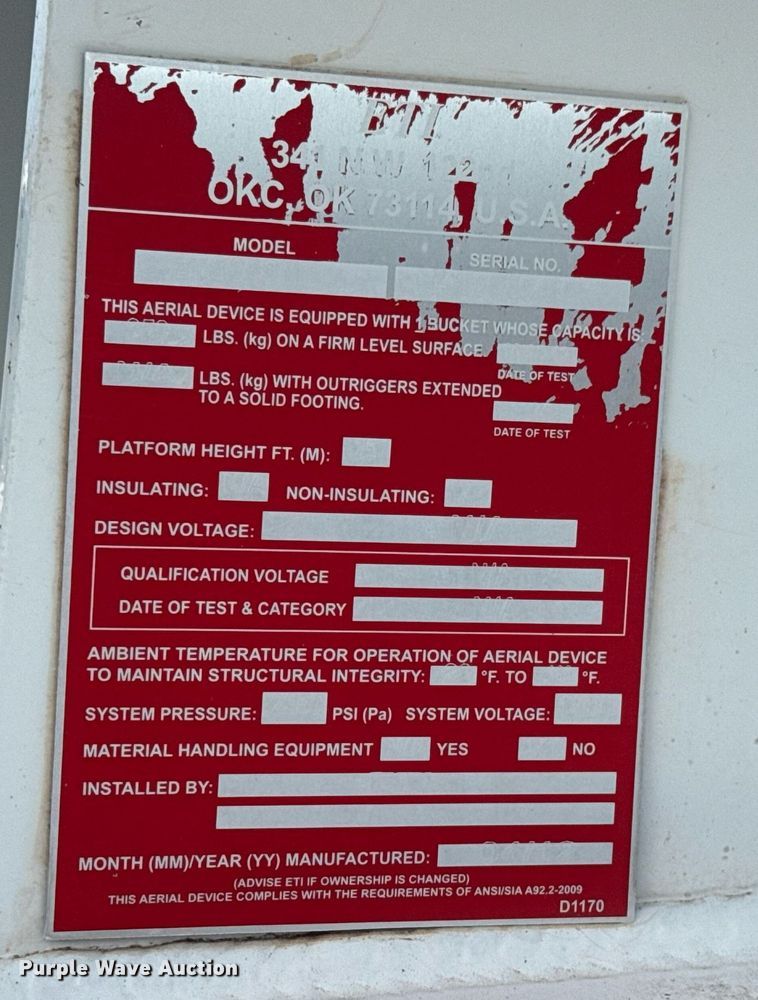 ETI
NW
OKC, OK 73114, U.S.A.
MODEL
SERIAL NO.
THIS AERIAL DEVICE IS EQUIPPED WITH 1 BUCKET WHOSE CAPACITY IS:
LBS. (kg) ON A FIRM LEVEL SURFACE
DATE OF TEST
LBS. (kg) WITH OUTRIGGERS EXTENDED
TO A SOLID FOOTING.
DATE OF TEST
PLATFORM HEIGHT FT. (M):
INSULATING: NON-INSULATING:
DESIGN VOLTAGE:
QUALIFICATION VOLTAGE
DATE OF TEST & CATEGORY
AMBIENT TEMPERATURE FOR OPERATION OF AERIAL DEVICE
TO MAINTAIN STRUCTURAL INTEGRITY: °F. TO °F.
SYSTEM PRESSURE: PSI (Pa) SYSTEM VOLTAGE:
MATERIAL HANDLING EQUIPMENT YES NO
INSTALLED BY:
MONTH (MM)/YEAR (YY) MANUFACTURED:
(ADVISE ETI IF OWNERSHIP IS CHANGED)
THIS AERIAL DEVICE COMPLIES WITH THE REQUIREMENTS OF ANSI/SIA A92.2-2009
D1170
Purple Wave Auction